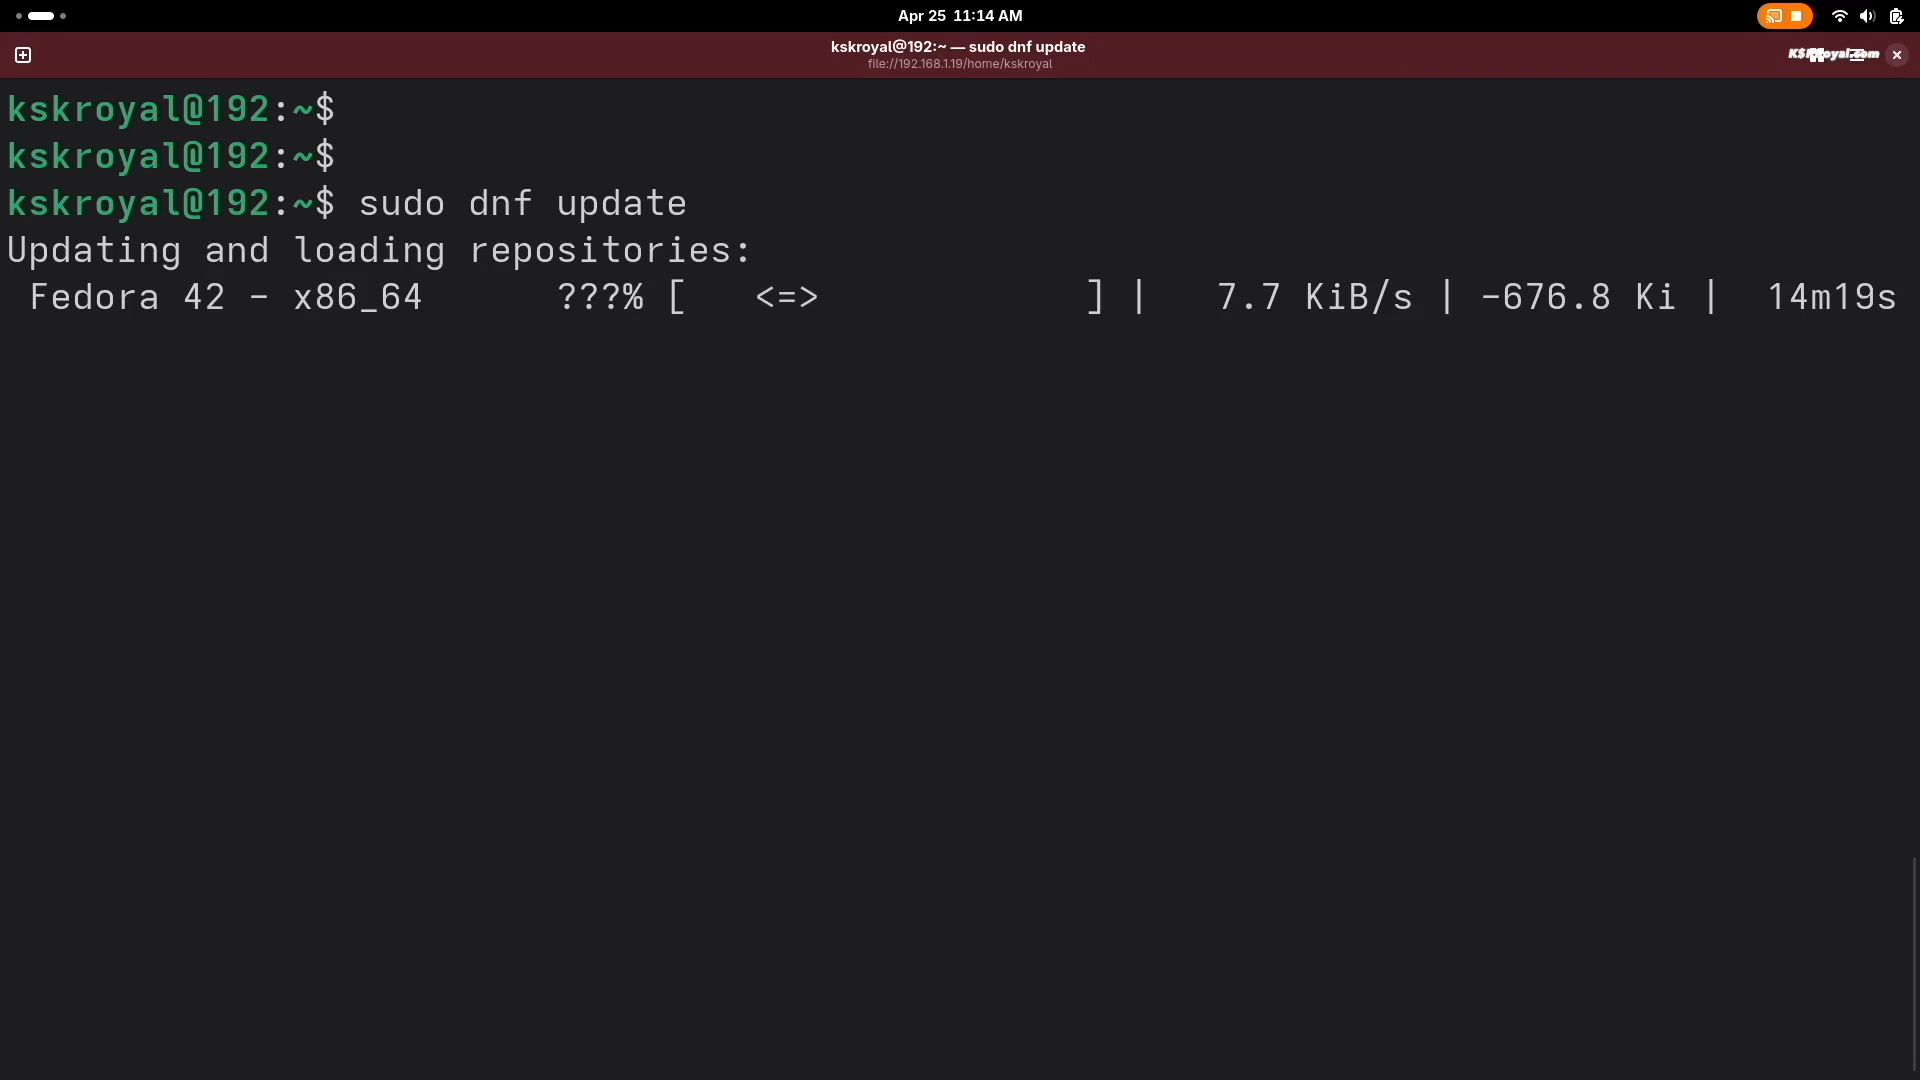 Apr 25 11:14 AM
kskroyal@192:~ — sudo dnf update
file://192.168.1.19/home/kskroyal
KSKRoyal.com
kskroyal@192:~$
kskroyal@192:~$
kskroyal@192:~$ sudo dnf update
Updating and loading repositories:
Fedora 42 - x86_64 ???% [ <=> ] | 7.7 KiB/s | -676.8 Ki | 14m19s